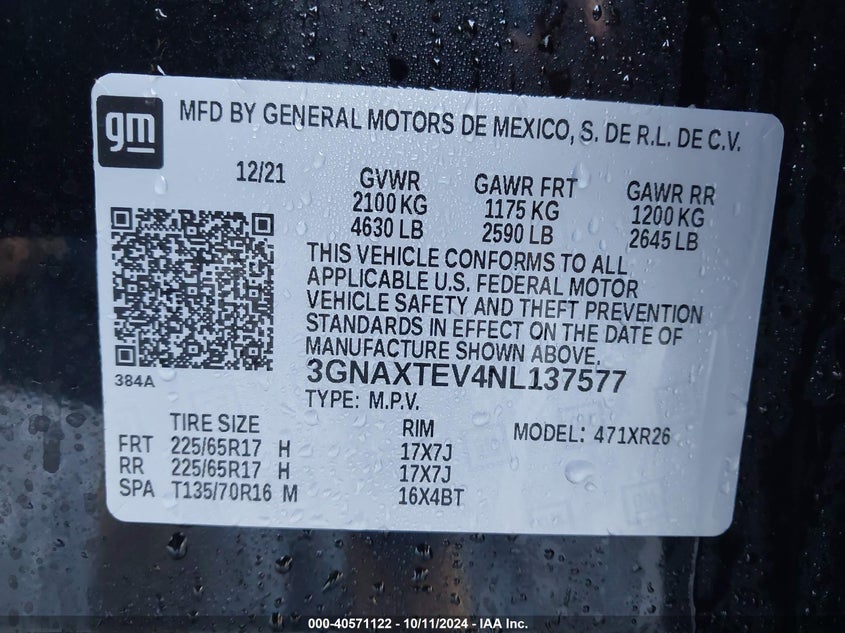 gm
MFD BY GENERAL MOTORS DE MEXICO, S. DE R.L. DE C.V.
12/21 GVWR GAWR FRT GAWR RR
2100 KG 1175 KG 1200 KG
4630 LB 2590 LB 2645 LB
THIS VEHICLE CONFORMS TO ALL
APPLICABLE U.S. FEDERAL MOTOR
VEHICLE SAFETY AND THEFT PREVENTION
STANDARDS IN EFFECT ON THE DATE OF
MANUFACTURE SHOWN ABOVE.
384A
3GNAXTEV4NL137577
TYPE: M.P.V.
TIRE SIZE RIM MODEL: 471XR26
FRT 225/65R17 H 17X7J
RR 225/65R17 H 17X7J
SPA T135/70R16 M 16X4BT
000-40571122 - 10/11/2024 - IAA Inc.